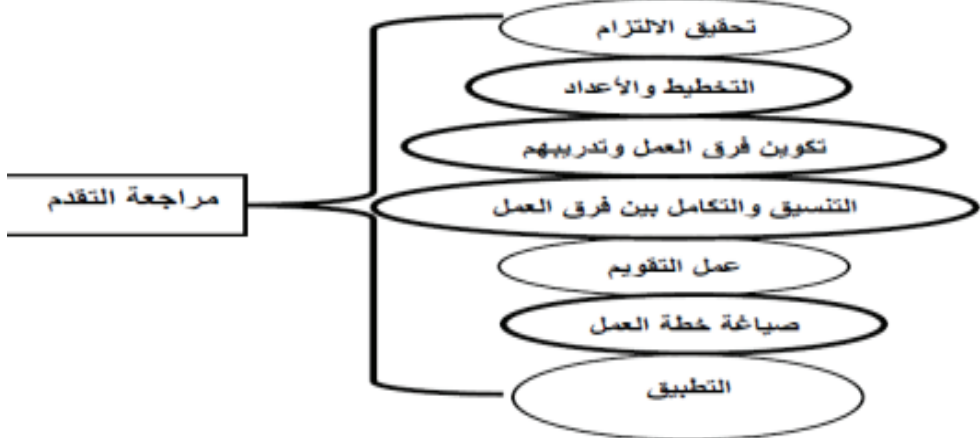 تحقيق الالتزام
التخطيط والأعداد
تكوين فرق العمل وتدريبهم
التنسيق والتكامل بين فرق العمل
مراجعة التقدم
عمل التقويم
صياغة خطة العمل
التطبيق